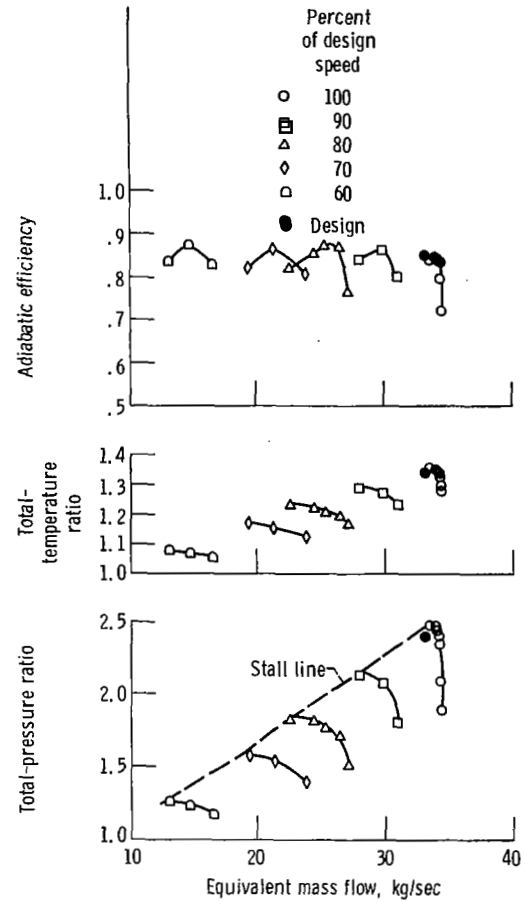 Percent
of design
speed
100
90
80
70
60
Design
Adiabatic efficiency
1.0
.9
.8
.7
.6
.5
Total-
temperature
ratio
1.4
1.3
1.2
1.1
1.0
Total-pressure ratio
2.5
2.0
1.5
1.0
Stall line
10
20
30
40
Equivalent mass flow, kg/sec